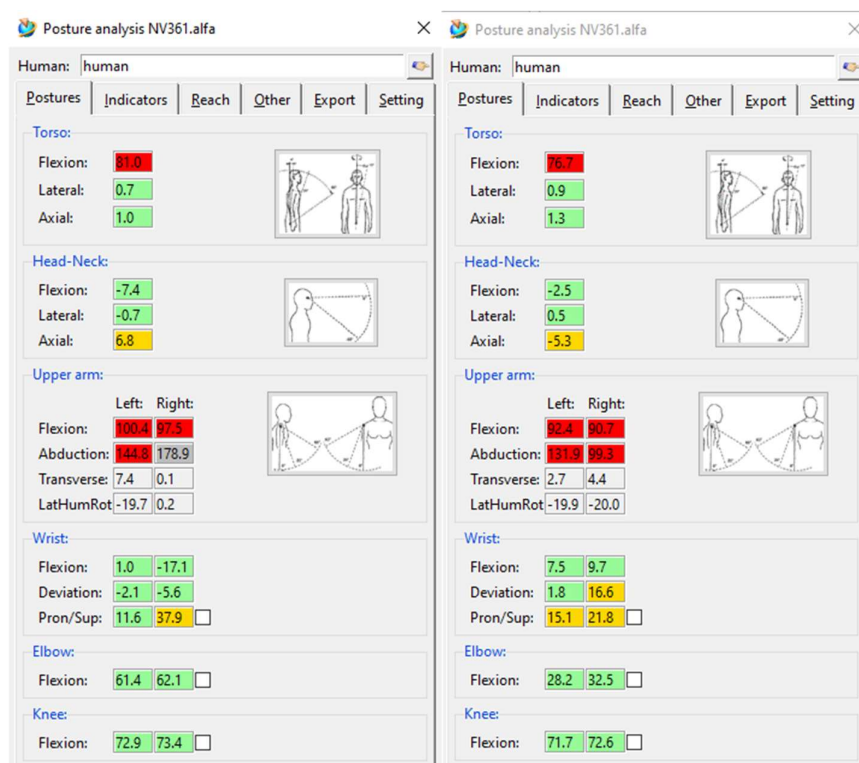 Posture analysis NV361.alfa
Human: human
Postures Indicators Reach Other Export Setting
Torso:
Flexion: 81.0
Lateral: 0.7
Axial: 1.0
Head-Neck:
Flexion: -7.4
Lateral: -0.7
Axial: 6.8
Upper arm:
Left: Right:
Flexion: 100.4 97.5
Abduction: 144.8 178.9
Transverse: 7.4 0.1
LatHumRot -19.7 0.2
Wrist:
Flexion: 1.0 -17.1
Deviation: -2.1 -5.6
Pron/Sup: 11.6 37.9
Elbow:
Flexion: 61.4 62.1
Knee:
Flexion: 72.9 73.4
Posture analysis NV361.alfa
Human: human
Postures Indicators Reach Other Export Setting
Torso:
Flexion: 76.7
Lateral: 0.9
Axial: 1.3
Head-Neck:
Flexion: -2.5
Lateral: 0.5
Axial: -5.3
Upper arm:
Left: Right:
Flexion: 92.4 90.7
Abduction: 131.9 99.3
Transverse: 2.7 4.4
LatHumRot -19.9 -20.0
Wrist:
Flexion: 7.5 9.7
Deviation: 1.8 16.6
Pron/Sup: 15.1 21.8
Elbow:
Flexion: 28.2 32.5
Knee:
Flexion: 71.7 72.6